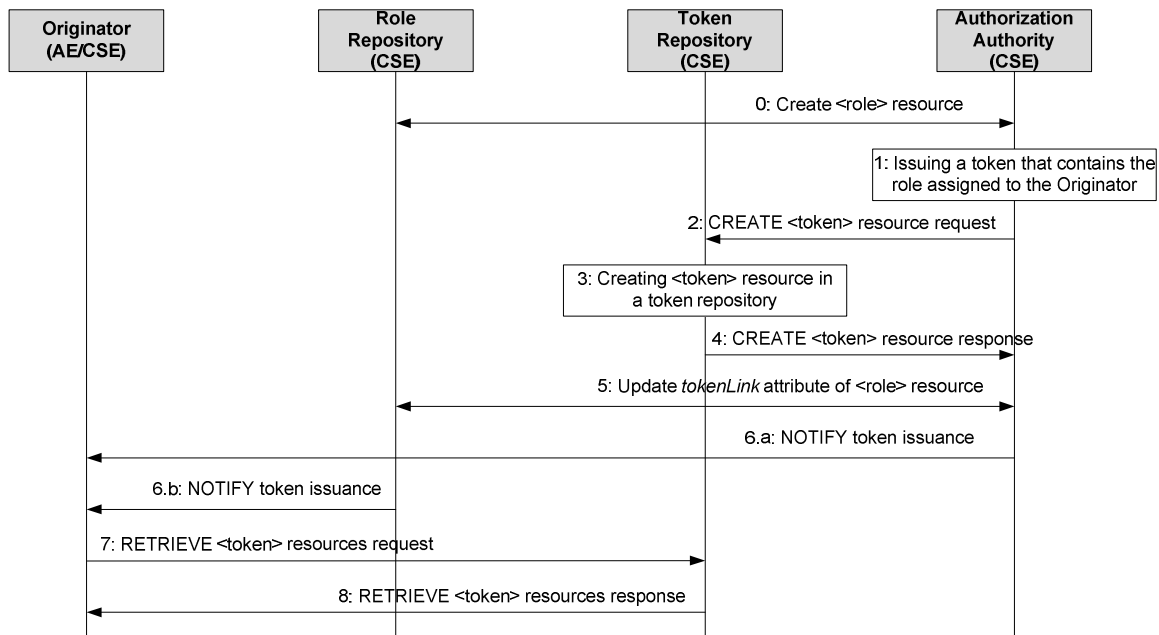 Originator
(AE/CSE)
Role
Repository
(CSE)
Token
Repository
(CSE)
Authorization
Authority
(CSE)
0: Create <role> resource
1: Issuing a token that contains the
role assigned to the Originator
2: CREATE <token> resource request
3: Creating <token> resource in
a token repository
4: CREATE <token> resource response
5: Update tokenLink attribute of <role> resource
6.a: NOTIFY token issuance
6.b: NOTIFY token issuance
7: RETRIEVE <token> resources request
8: RETRIEVE <token> resources response